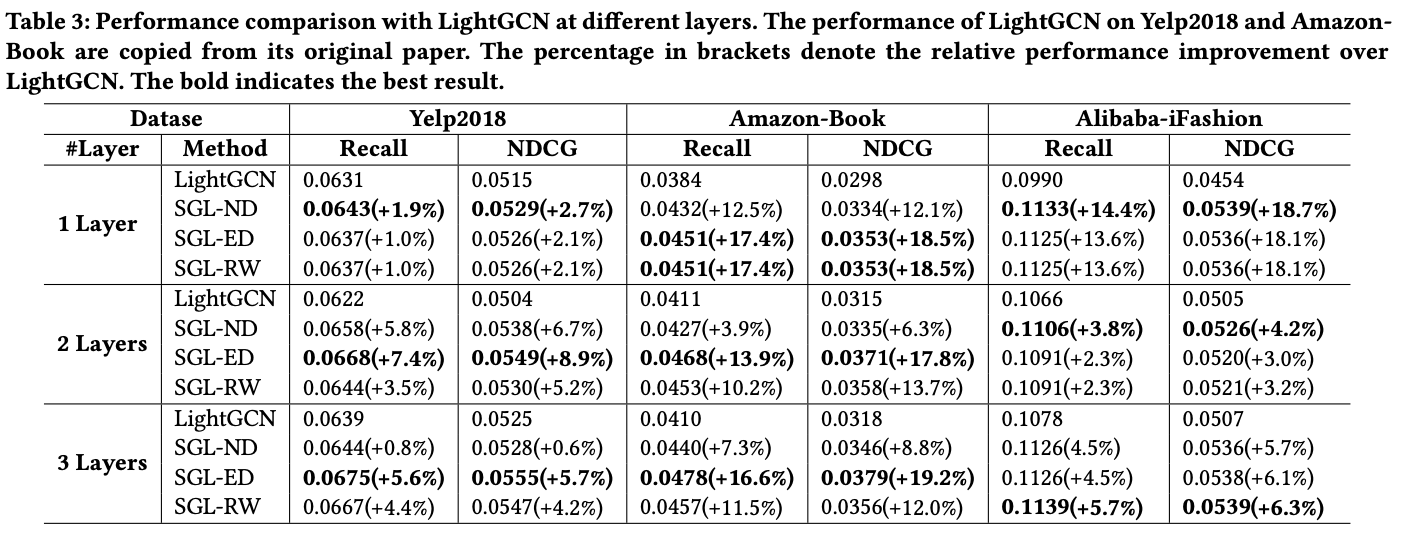 Table 3: Performance comparison with LightGCN at different layers. The performance of LightGCN on Yelp2018 and Amazon-
Book are copied from its original paper. The percentage in brackets denote the relative performance improvement over
LightGCN. The bold indicates the best result.
Datase Yelp2018 Amazon-Book Alibaba-iFashion
#Layer Method Recall NDCG Recall NDCG Recall NDCG
LightGCN 0.0631 0.0515 0.0384 0.0298 0.0990 0.0454
SGL-ND 0.0643(+1.9%) 0.0529(+2.7%) 0.0432(+12.5%) 0.0334(+12.1%) 0.1133(+14.4%) 0.0539(+18.7%)
1 Layer
SGL-ED 0.0637(+1.0%) 0.0526(+2.1%) 0.0451(+17.4%) 0.0353(+18.5%) 0.1125(+13.6%) 0.0536(+18.1%)
SGL-RW 0.0637(+1.0%) 0.0526(+2.1%) 0.0451(+17.4%) 0.0353(+18.5%) 0.1125(+13.6%) 0.0536(+18.1%)
LightGCN 0.0622 0.0504 0.0411 0.0315 0.1066 0.0505
SGL-ND 0.0658(+5.8%) 0.0538(+6.7%) 0.0427(+3.9%) 0.0335(+6.3%) 0.1106(+3.8%) 0.0526(+4.2%)
2 Layers
SGL-ED 0.0668(+7.4%) 0.0549(+8.9%) 0.0468(+13.9%) 0.0371(+17.8%) 0.1091(+2.3%) 0.0520(+3.0%)
SGL-RW 0.0644(+3.5%) 0.0530(+5.2%) 0.0453(+10.2%) 0.0358(+13.7%) 0.1091(+2.3%) 0.0521(+3.2%)
LightGCN 0.0639 0.0525 0.0410 0.0318 0.1078 0.0507
SGL-ND 0.0644(+0.8%) 0.0528(+0.6%) 0.0440(+7.3%) 0.0346(+8.8%) 0.1126(4.5%) 0.0536(+5.7%)
3 Layers
SGL-ED 0.0675(+5.6%) 0.0555(+5.7%) 0.0478(+16.6%) 0.0379(+19.2%) 0.1126(+4.5%) 0.0538(+6.1%)
SGL-RW 0.0667(+4.4%) 0.0547(+4.2%) 0.0457(+11.5%) 0.0356(+12.0%) 0.1139(+5.7%) 0.0539(+6.3%)